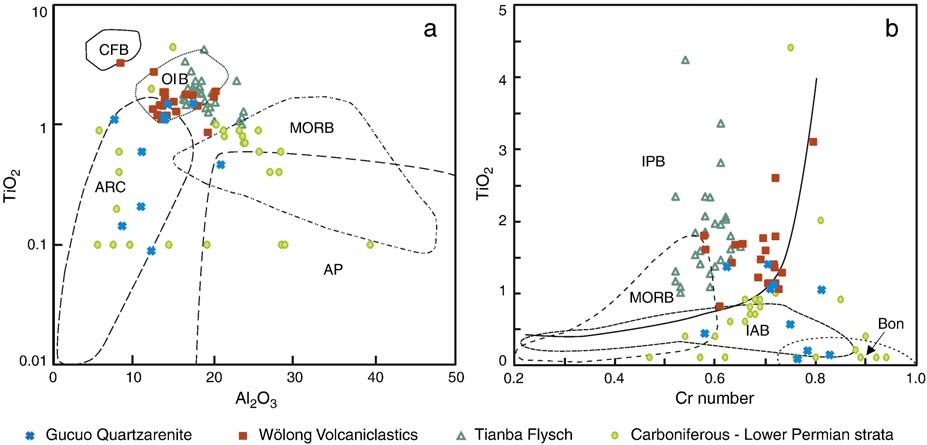 a
b
10
1
0.1
0.01
TiO2
0
10
20
30
40
50
Al2O3
CFB
OIB
MORB
ARC
AP
5
4
3
2
1
0
TiO2
0.2
0.4
0.6
0.8
1.0
Cr number
IPB
MORB
IAB
Bon
Gucuo Quartzarenite
Wölong Volcaniclastics
Tianba Flysch
Carboniferous - Lower Permian strata